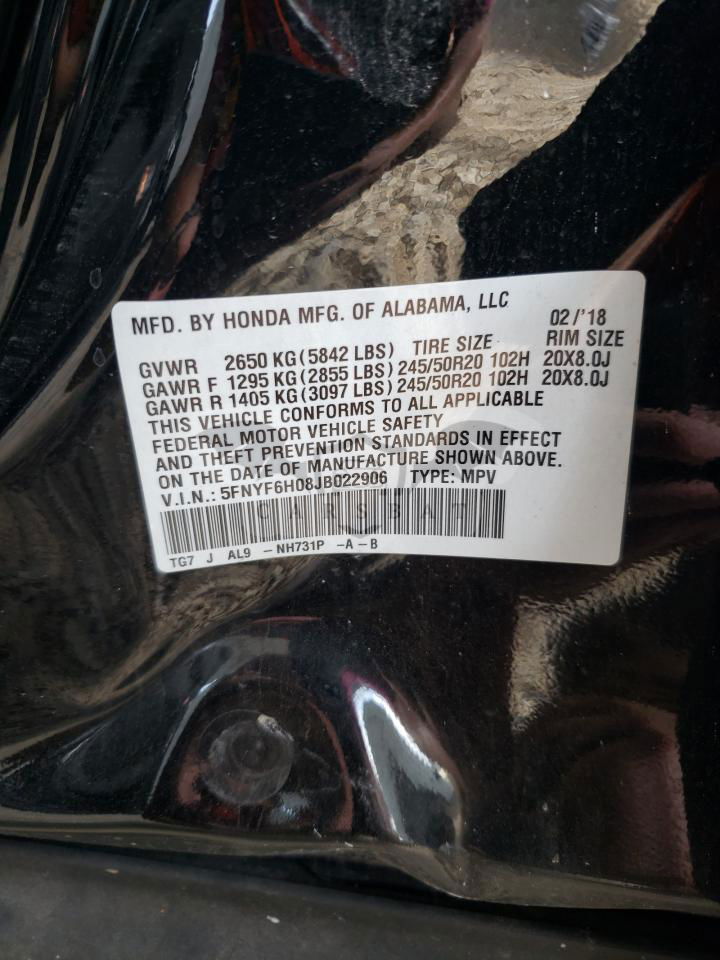 MFD. BY HONDA MFG. OF ALABAMA, LLC 02/'18
GVWR 2650 KG (5842 LBS) TIRE SIZE RIM SIZE
GAWR F 1295 KG (2855 LBS) 245/50R20 102H 20X8.0J
GAWR R 1405 KG (3097 LBS) 245/50R20 102H 20X8.0J
THIS VEHICLE CONFORMS TO ALL APPLICABLE
FEDERAL MOTOR VEHICLE SAFETY
AND THEFT PREVENTION STANDARDS IN EFFECT
ON THE DATE OF MANUFACTURE SHOWN ABOVE.
V.I.N.: 5FNYF6H08JB022906 TYPE: MPV
CARSBAT
TG7 J AL9 -NH731P -A-B